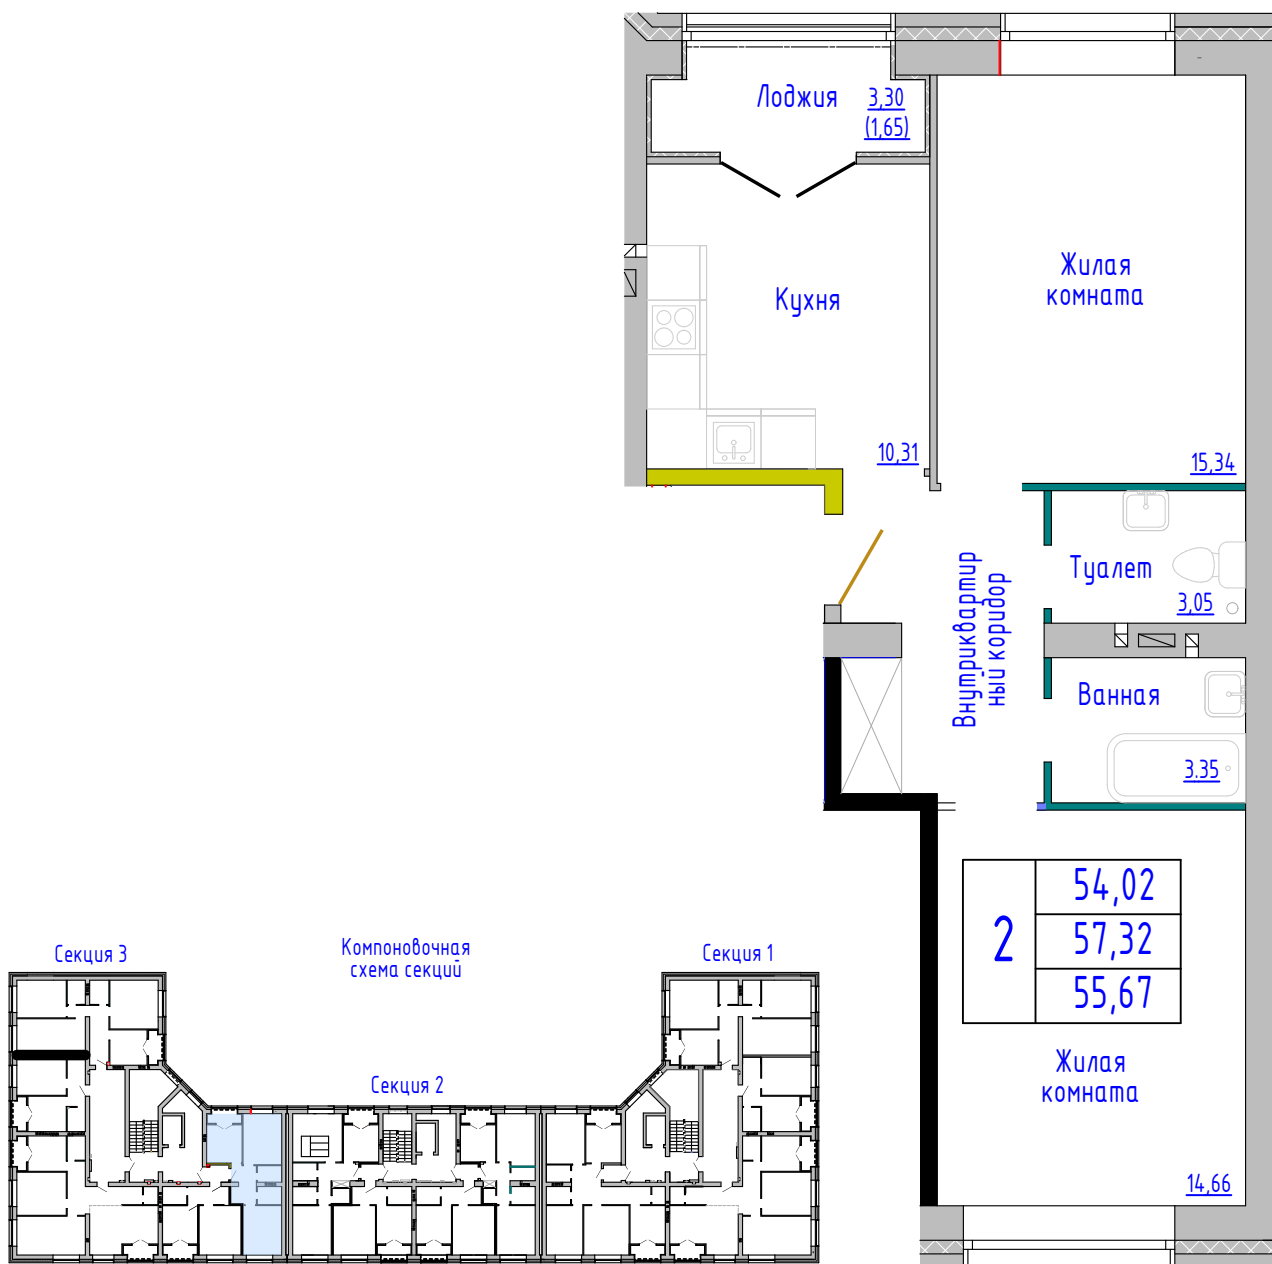 Лоджия
3,30
(1,65)
Жилая
комната
Кухня
10,31
15,34
Туалет
3,05
Внутриквартир
ный коридор
Ванная
3.35
2
54,02
57,32
55,67
Жилая
комната
14,66
Секция 3
Компоновочная
схема секций
Секция 1
Секция 2